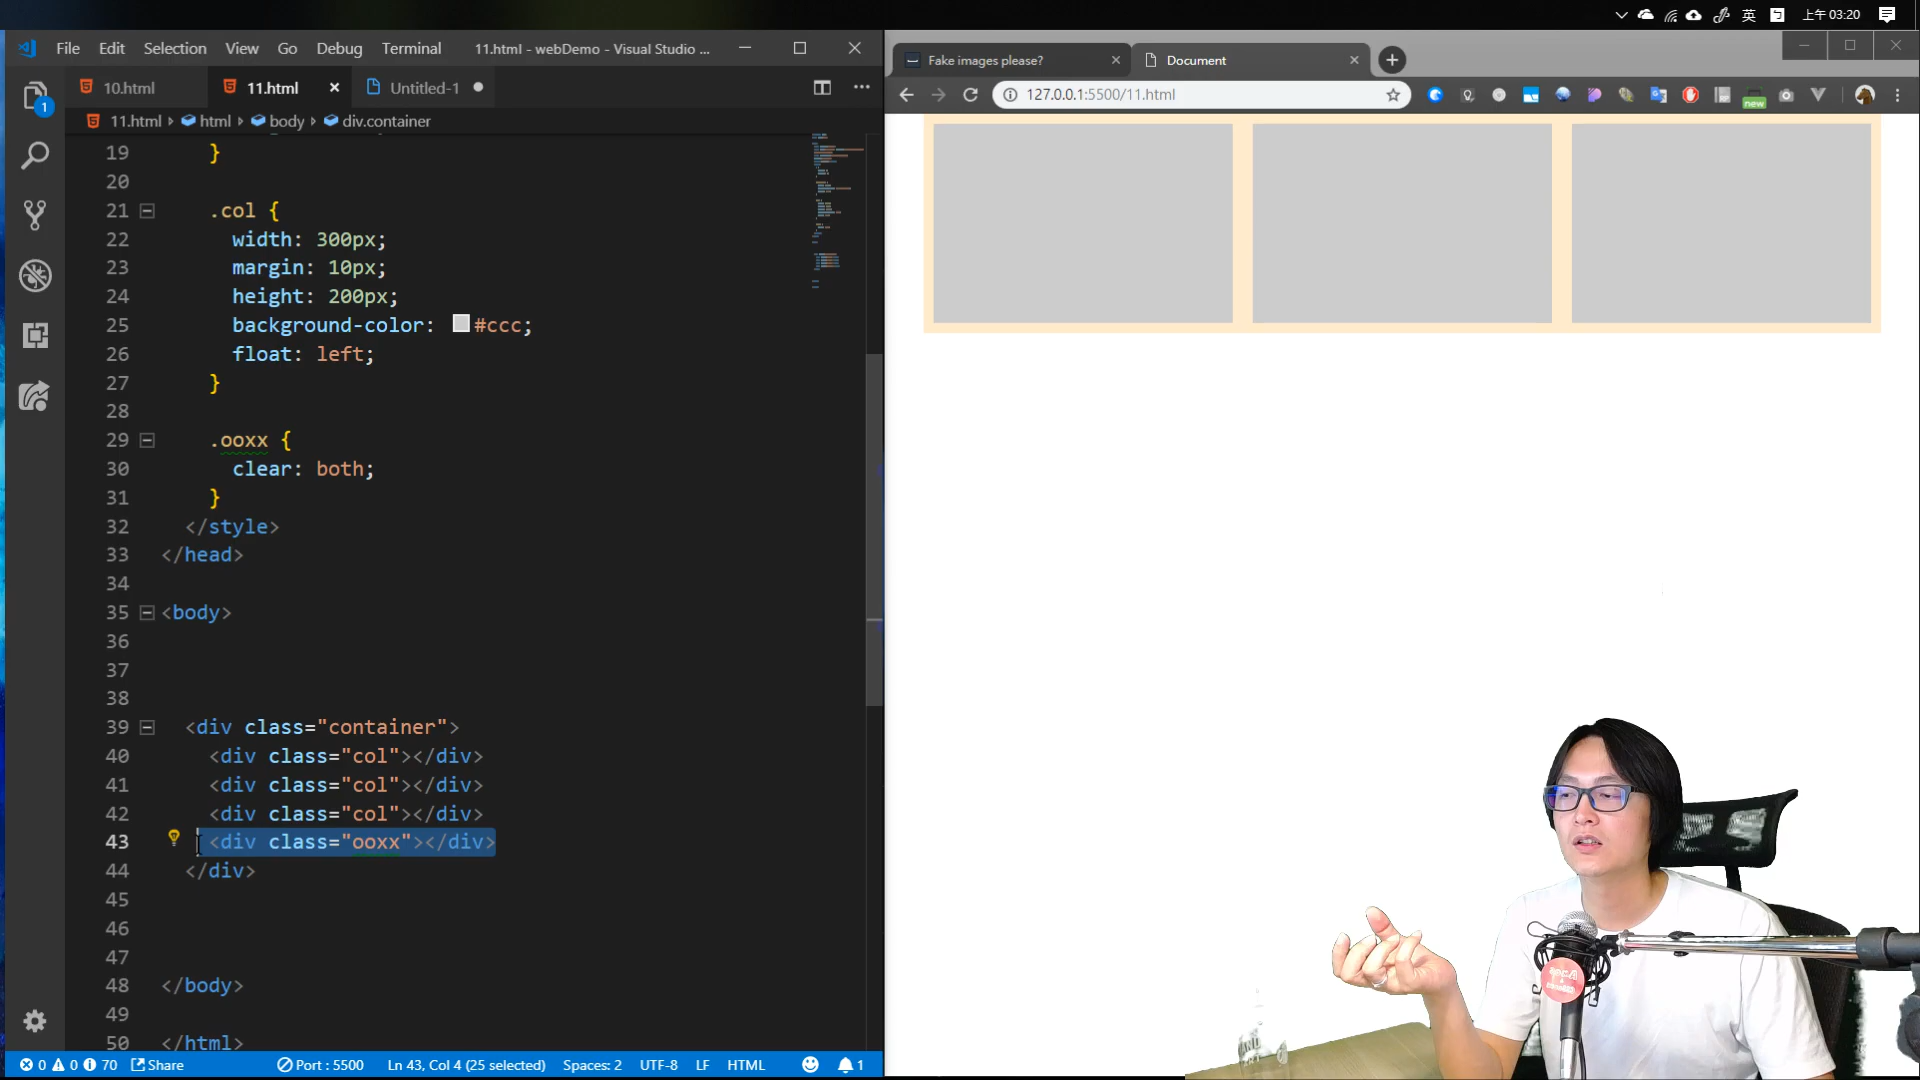 上午 03:20
英
File Edit Selection View Go Debug Terminal 11.html - webDemo - Visual Studio ...
10.html 11.html Untitled-1
11.html html body div.container
19 }
20
21 .col {
22 width: 300px;
23 margin: 10px;
24 height: 200px;
25 background-color: #ccc;
26 float: left;
27 }
28
29 .ooxx {
30 clear: both;
31 }
32 </style>
33 </head>
34
35 <body>
36
37
38
39 <div class="container">
40 <div class="col"></div>
41 <div class="col"></div>
42 <div class="col"></div>
43 <div class="ooxx"></div>
44 </div>
45
46
47
48 </body>
49
50 </html>
0 0 70 Share Port : 5500 Ln 43, Col 4 (25 selected) Spaces: 2 UTF-8 LF HTML 1
1
Fake images please? Document
127.0.0.1:5500/11.html
new